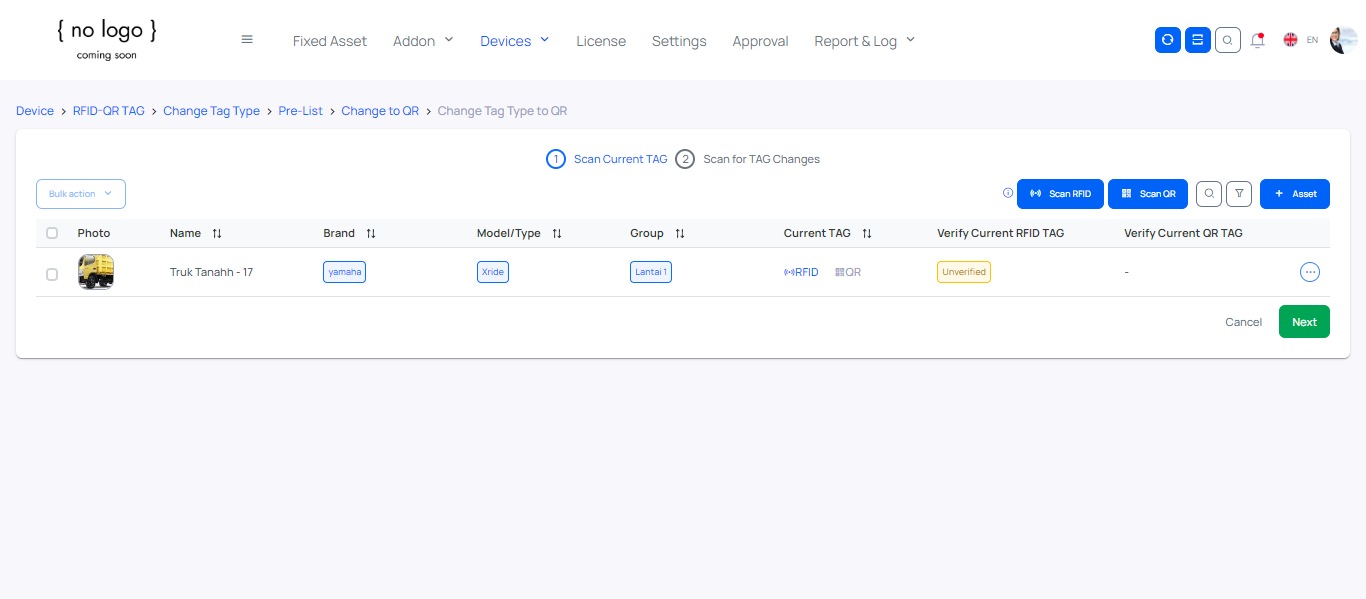 { no logo }
coming soon
Fixed Asset Addon Devices License Settings Approval Report & Log EN
Device > RFID-QR TAG > Change Tag Type > Pre-List > Change to QR > Change Tag Type to QR
1 Scan Current TAG 2 Scan for TAG Changes
Bulk action Scan RFID Scan QR + Asset
Photo Name Brand Model/Type Group Current TAG Verify Current RFID TAG Verify Current QR TAG
Truk Tanahh - 17 yamaha Xride Lantai 1 RFID QR Unverified -
Cancel Next